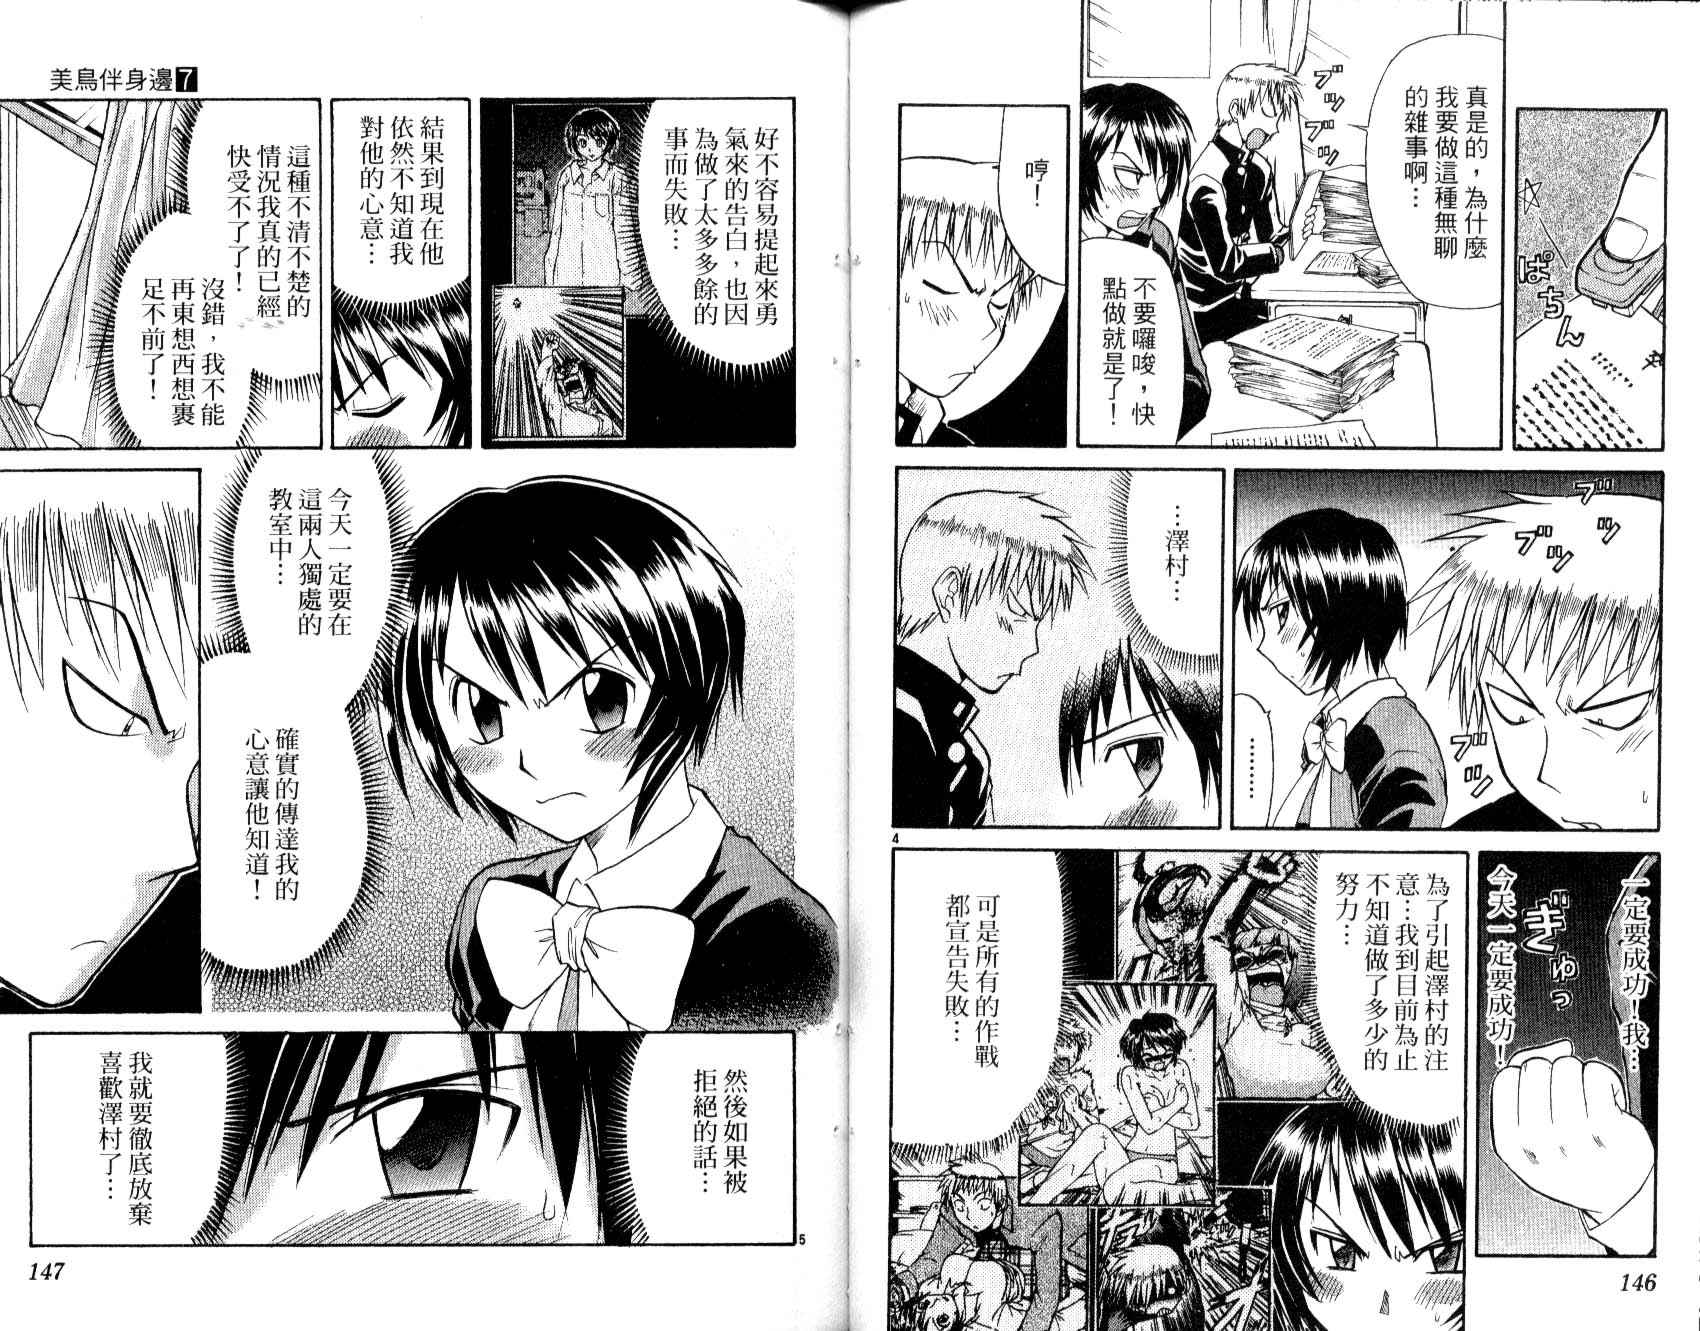 ぱちん
真是的，為什麼
我要做這種無聊
的雜事啊…
ブツ
ブツ
不要囉唆，快
點做就是了！
哼！
ブツ
ブツ
ブツ
…………
…澤村…
一定要成功！我…
今天一定要成功！
ぎゅっ
為了引起澤村的注
意…我到目前為止
不知道做了多少的
努力…
可是所有的作戰
都宣告失敗…
4
146
美鳥伴身邊7
好不容易提起來勇
氣來的告白，也因
為做了太多多餘的
事而失敗…
結果到現在他
依然不知道我
對他的心意…
這種不清不楚的
情況我真的已經
快受不了了！
沒錯，我不能
再東想西想裹
足不前了！
今天一定要在
這兩人獨處的
教室中…
確實的傳達我的
心意讓他知道！
然後如果被
拒絕的話…
我就要徹底放棄
喜歡澤村了…
5
147